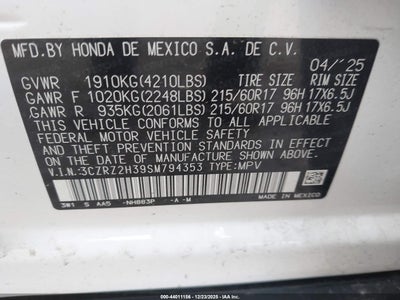 MFD.BY HONDA DE MEXICO S.A. DE C.V. 04/'25
GVWR 1910KG(4210LBS) TIRE SIZE RIM SIZE
GAWR F 1020KG(2248LBS) 215/60R17 96H 17X6.5J
GAWR R 935KG(2061LBS) 215/60R17 96H 17X6.5J
THIS VEHICLE CONFORMS TO ALL APPLICABLE
FEDERAL MOTOR VEHICLE SAFETY
AND THEFT PREVENTION STANDARDS IN EFFECT
ON THE DATE OF MANUFACTURE SHOWN ABOVE.
V.I.N.:3CZRZ2H39SM794353 TYPE:MPV
3W1 S AA5 NH883P -A -M
MADE IN MEXICO
000-44011156 - 12/23/2025 - IAAI.COM